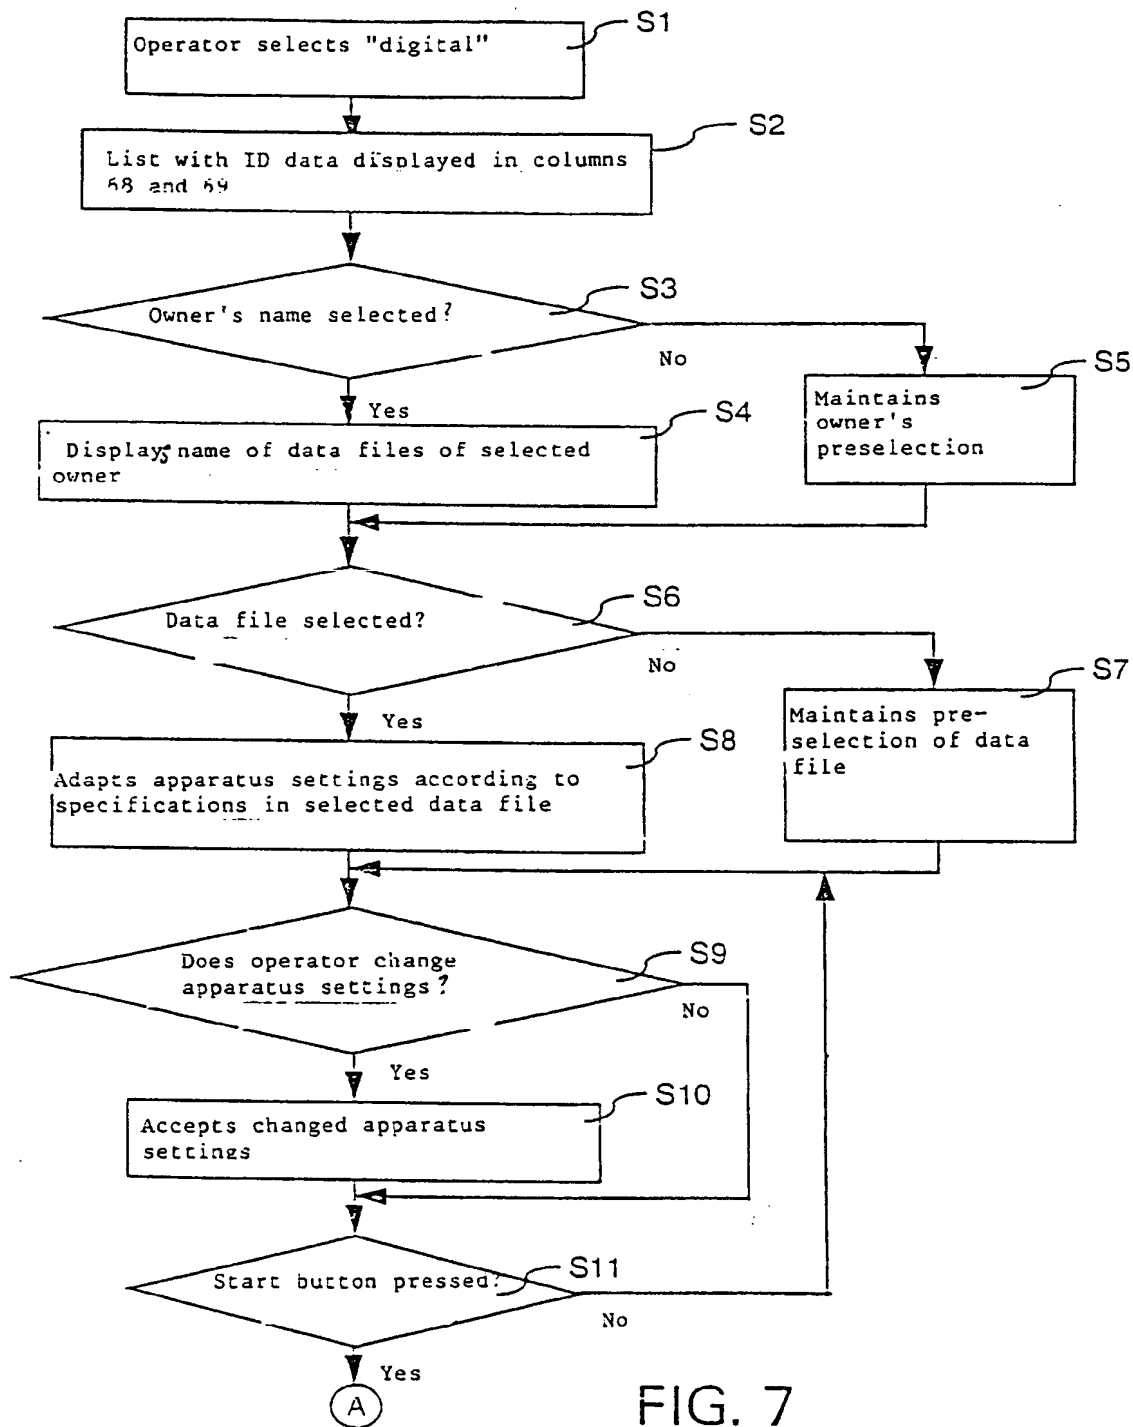 S1
Operator selects "digital"
S2
List with ID data displayed in columns
68 and 69
S3
Owner's name selected?
No
S5
Yes
S4
Maintains
owner's
preselection
Displays name of data files of selected
owner
S6
Data file selected?
No
S7
Yes
S8
Maintains pre-
selection of data
file
Adapts apparatus settings according to
specifications in selected data file
S9
Does operator change
apparatus settings?
No
Yes
S10
Accepts changed apparatus
settings
S11
Start button pressed?
No
Yes
A
FIG. 7